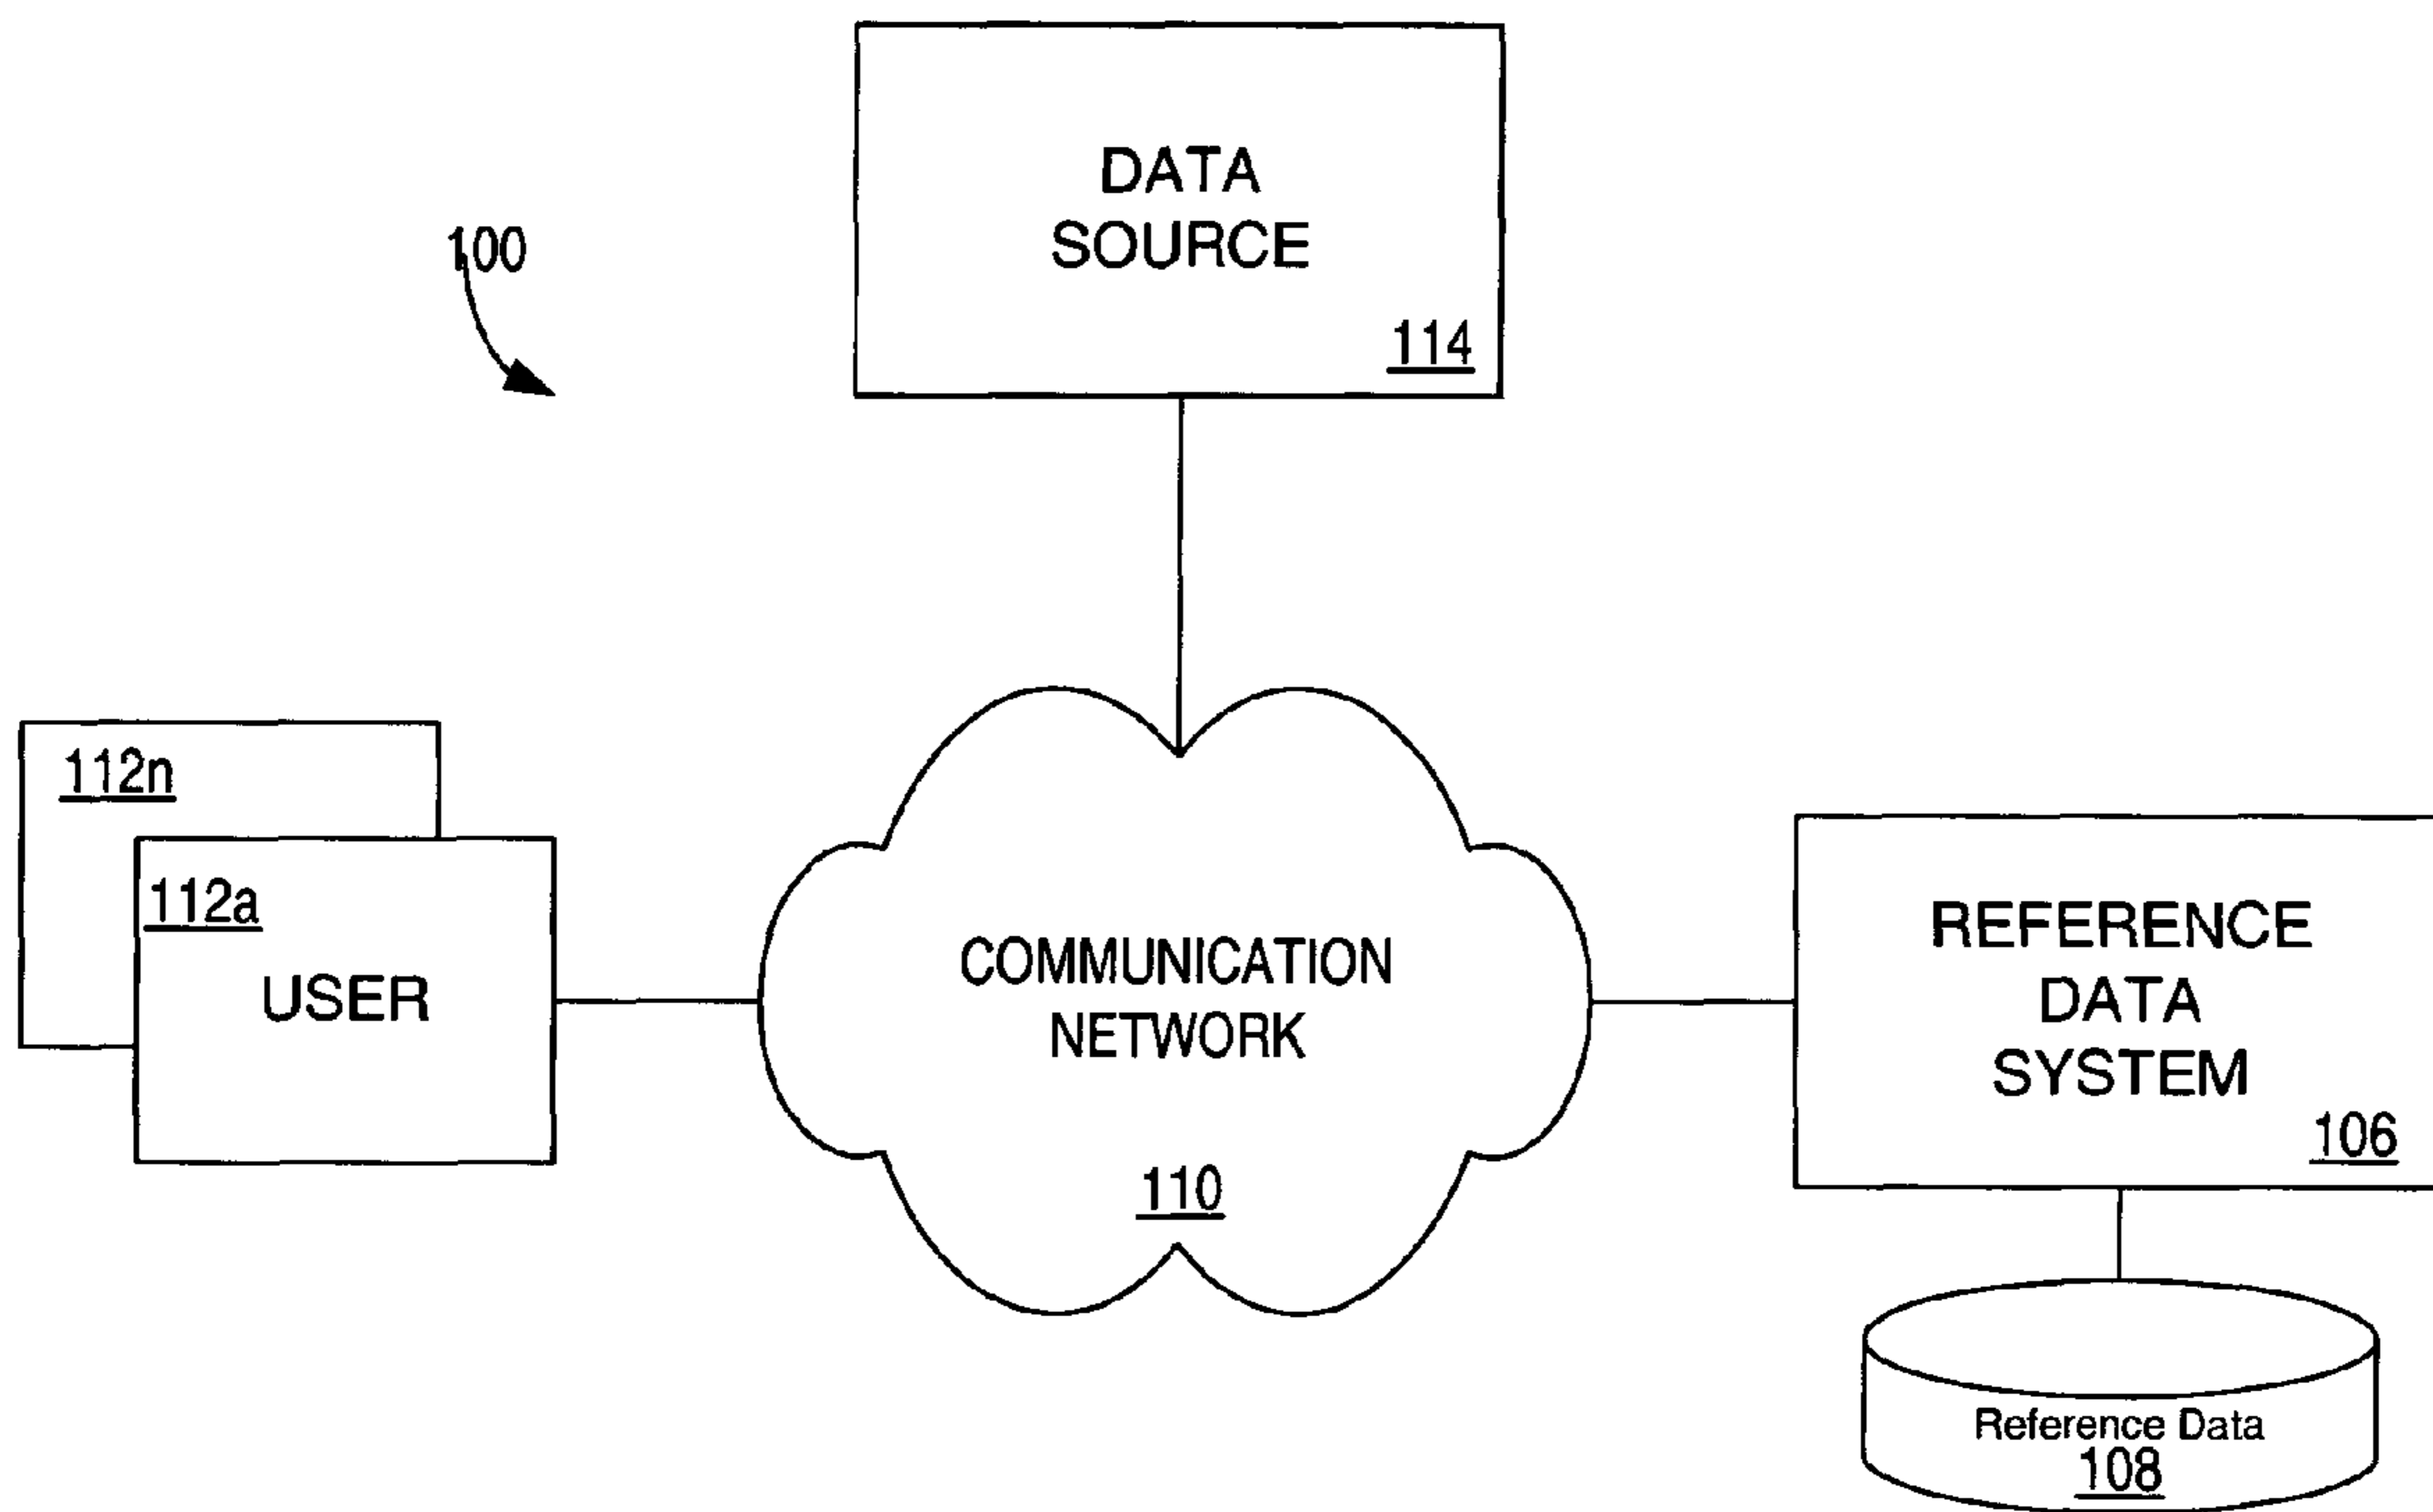 DATA
SOURCE
114
100
112n
112a
USER
COMMUNICATION
NETWORK
110
REFERENCE
DATA
SYSTEM
106
Reference Data
108